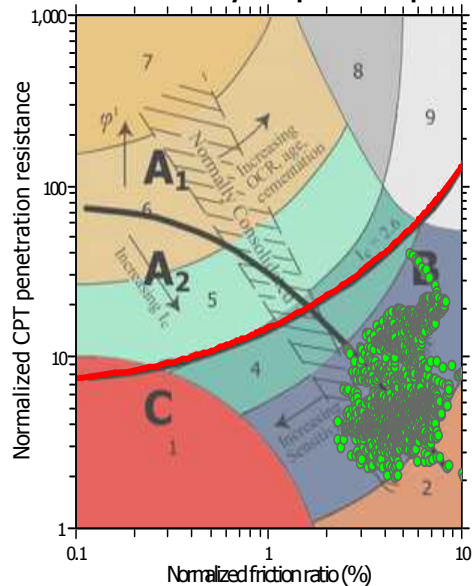 1,000
7
8
9
φ'
Normally Consolidated
Increasing
OCR, age,
cementation
A1
100
6
A2
Increasing Ic
5
Ic = 2.6
B
10
4
C
1
Increasing
Sensitivity
2
1
0.1
1
10
Normalized CPT penetration resistance
Normalized friction ratio (%)